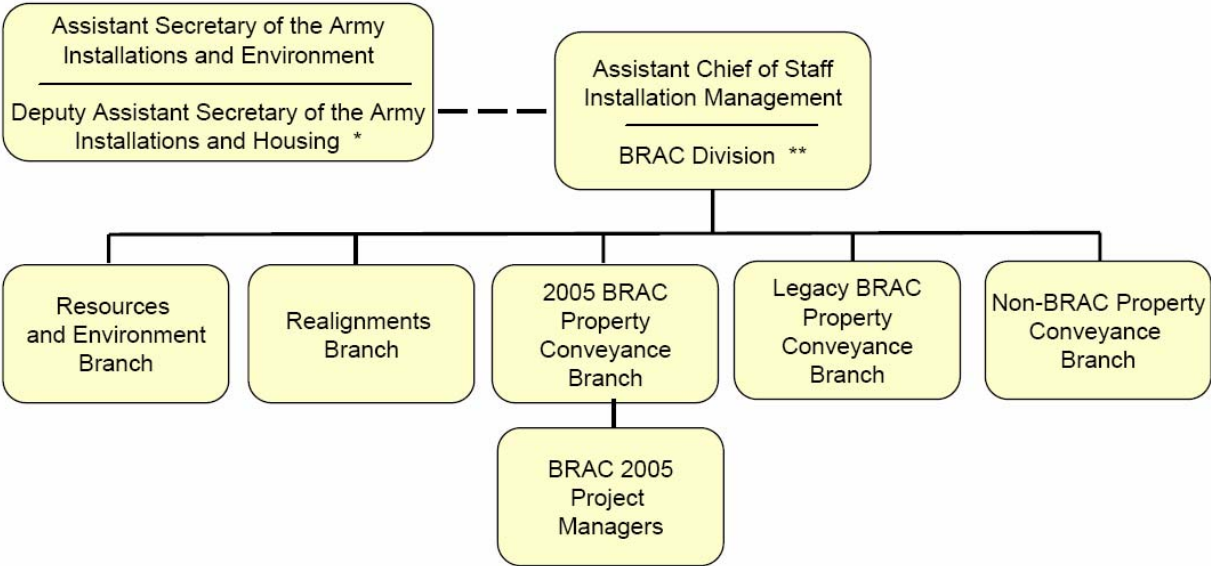 Assistant Secretary of the Army
Installations and Environment
Deputy Assistant Secretary of the Army
Installations and Housing *
Assistant Chief of Staff
Installation Management
BRAC Division **
Resources
and Environment
Branch
Realignments
Branch
2005 BRAC
Property
Conveyance
Branch
Legacy BRAC
Property
Conveyance
Branch
Non-BRAC Property
Conveyance
Branch
BRAC 2005
Project
Managers